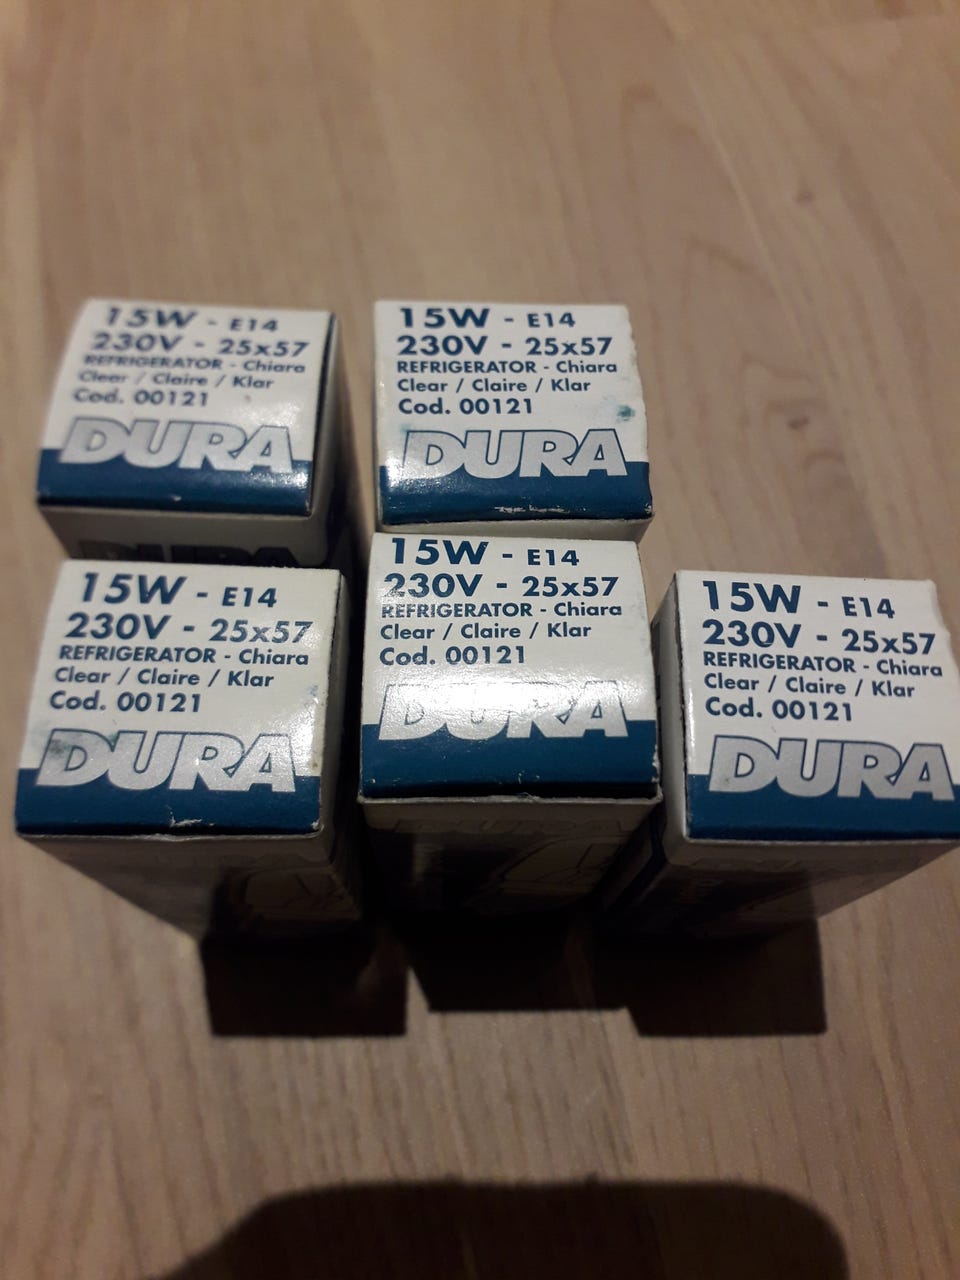 15W - E14
230V - 25x57
REFRIGERATOR - Chiara
Clear / Claire / Klar
Cod. 00121
DURA
DURA
15W - E14
230V - 25x57
REFRIGERATOR - Chiara
Clear / Claire / Klar
Cod. 00121
DURA
15W - E14
230V - 25x57
REFRIGERATOR - Chiara
Clear / Claire / Klar
Cod. 00121
DURA
15W - E14
230V - 25x57
REFRIGERATOR - Chiara
Clear / Claire / Klar
Cod. 00121
DURA
DURA
15W - E14
230V - 25x57
REFRIGERATOR - Chiara
Clear / Claire / Klar
Cod. 00121
DURA